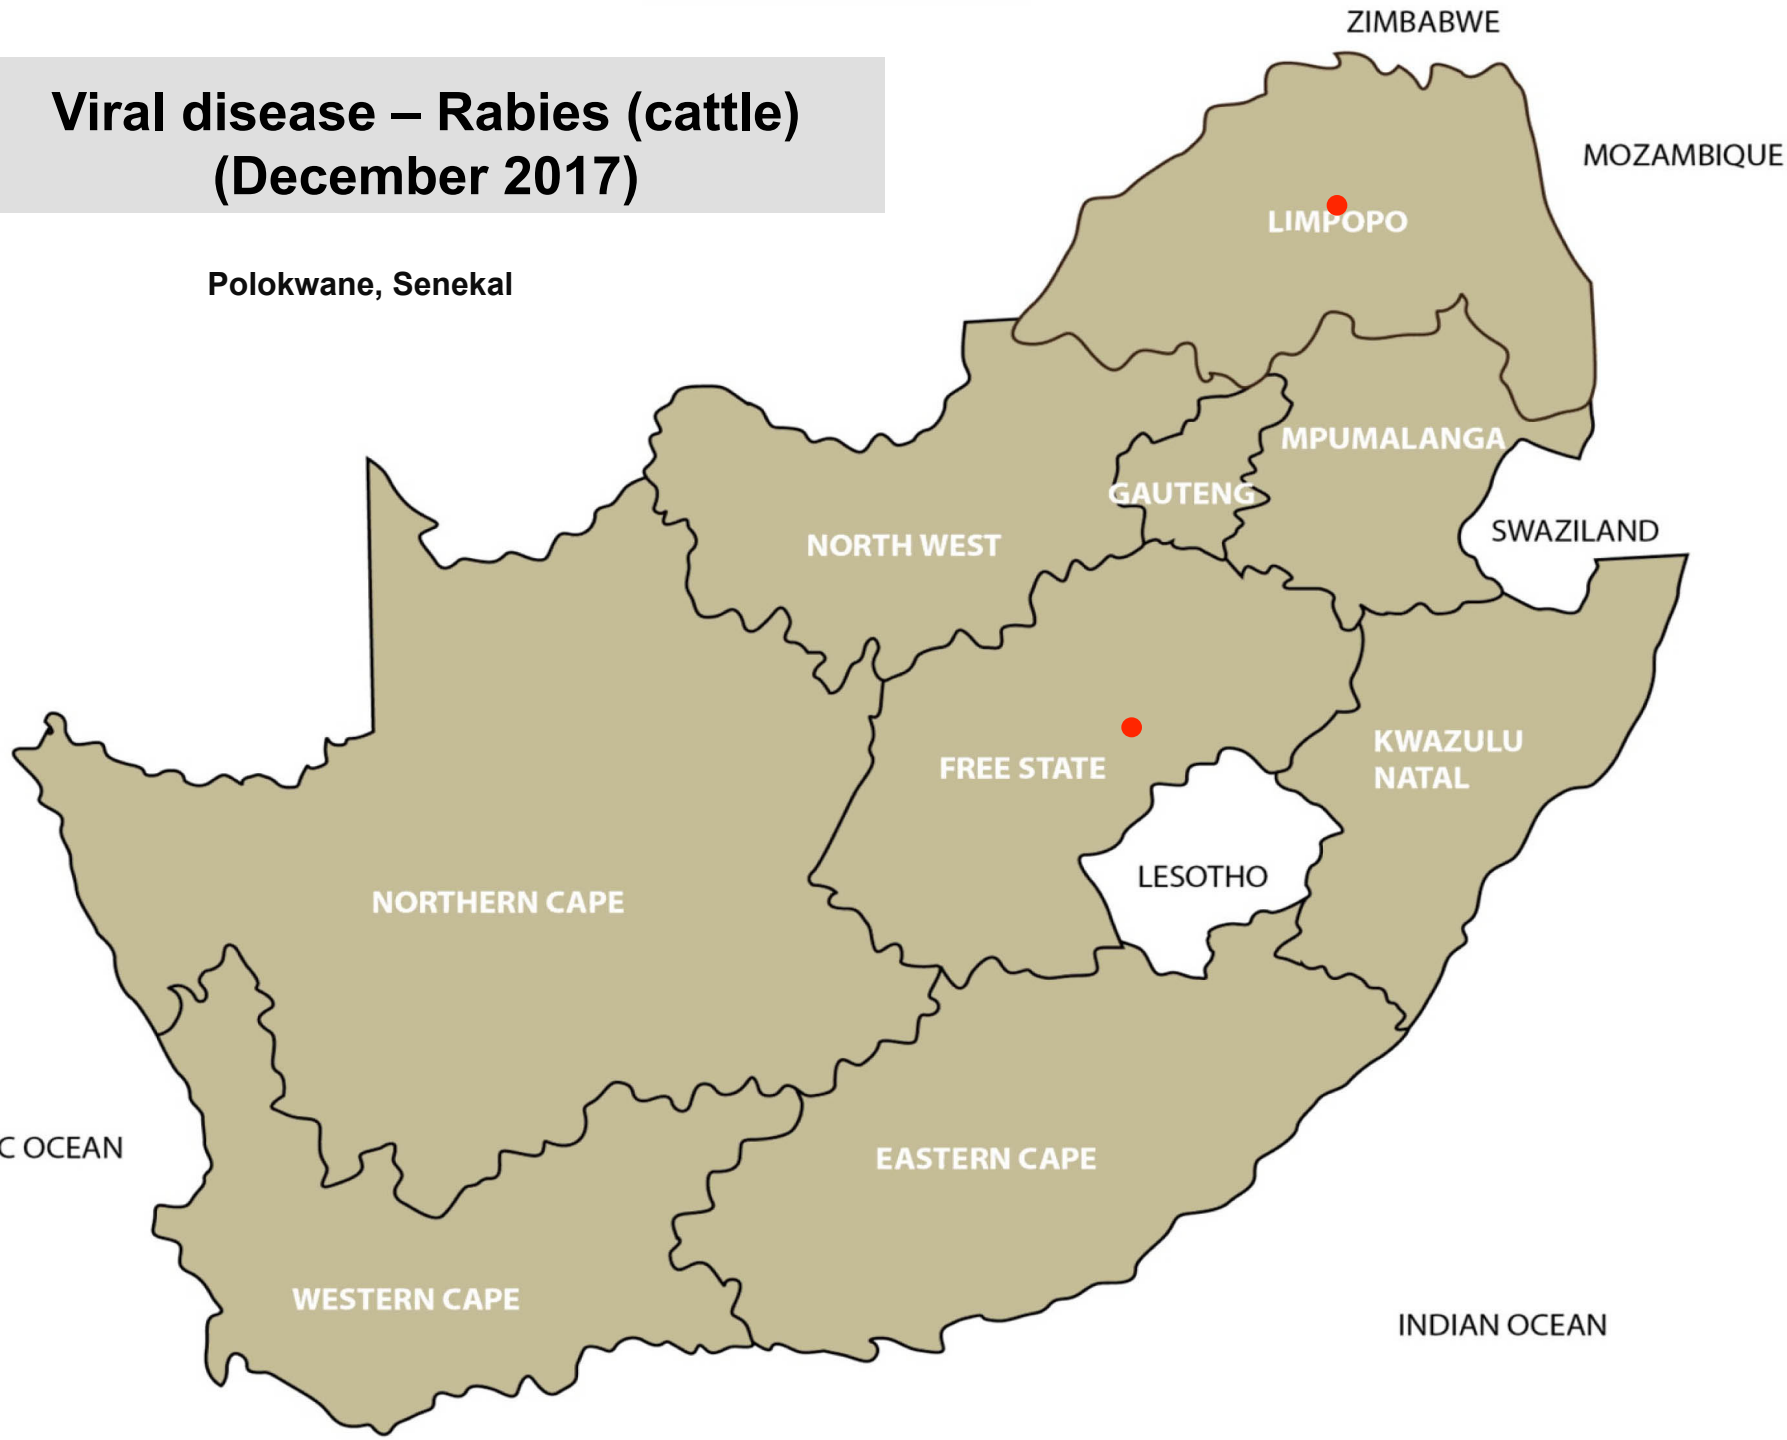 ZIMBABWE
Viral disease – Rabies (cattle)
(December 2017)
MOZAMBIQUE
LIMPOPO
Polokwane, Senekal
MPUMALANGA
GAUTENG
SWAZILAND
NORTH WEST
KWAZULU
NATAL
FREE STATE
LESOTHO
NORTHERN CAPE
C OCEAN
EASTERN CAPE
WESTERN CAPE
INDIAN OCEAN